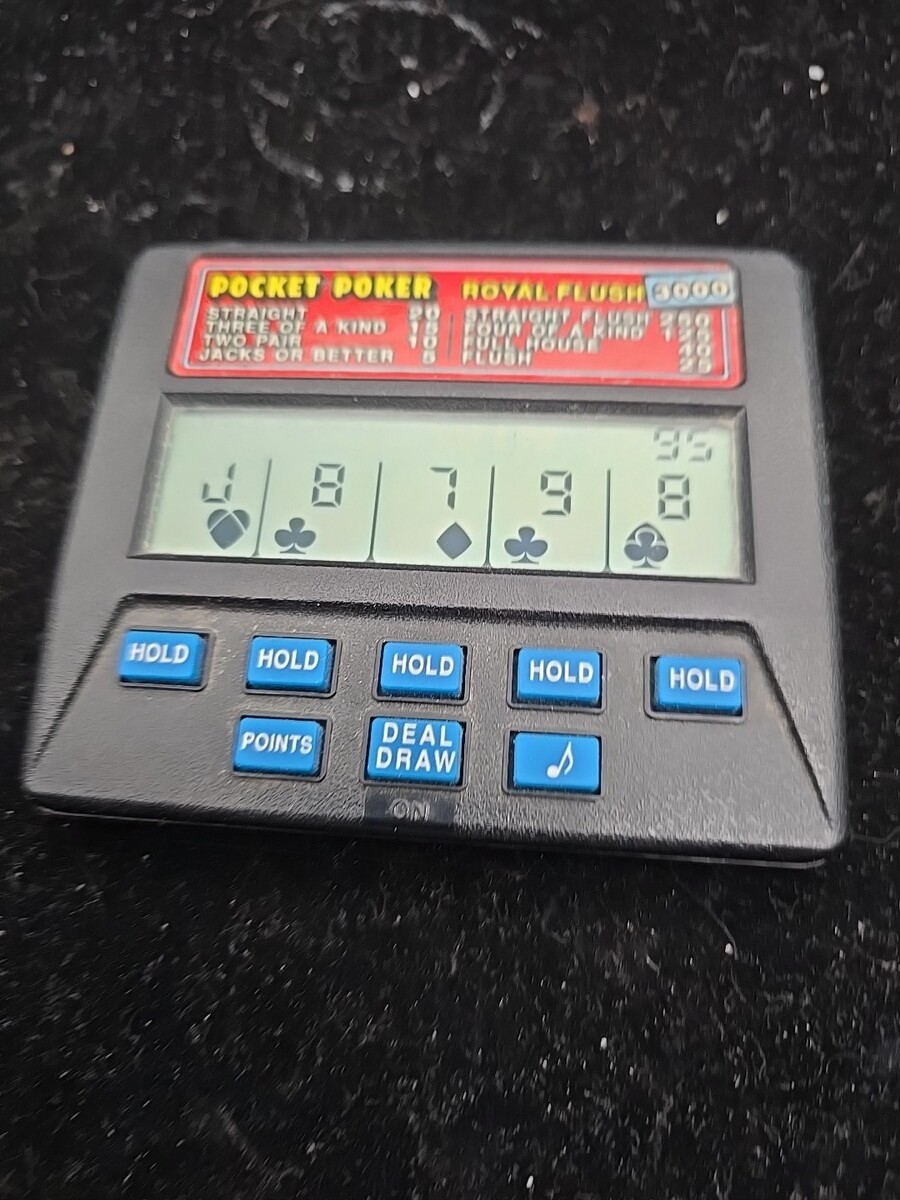 POCKET POKER
STRAIGHT 20
THREE OF A KIND 15
TWO PAIR 10
JACKS OR BETTER 5
ROYAL FLUSH 3000
STRAIGHT FLUSH 250
FOUR OF A KIND
FULL HOUSE 40
FLUSH 25
95
J 8 7 9 8
HOLD HOLD HOLD HOLD HOLD
POINTS DEAL DRAW
ON